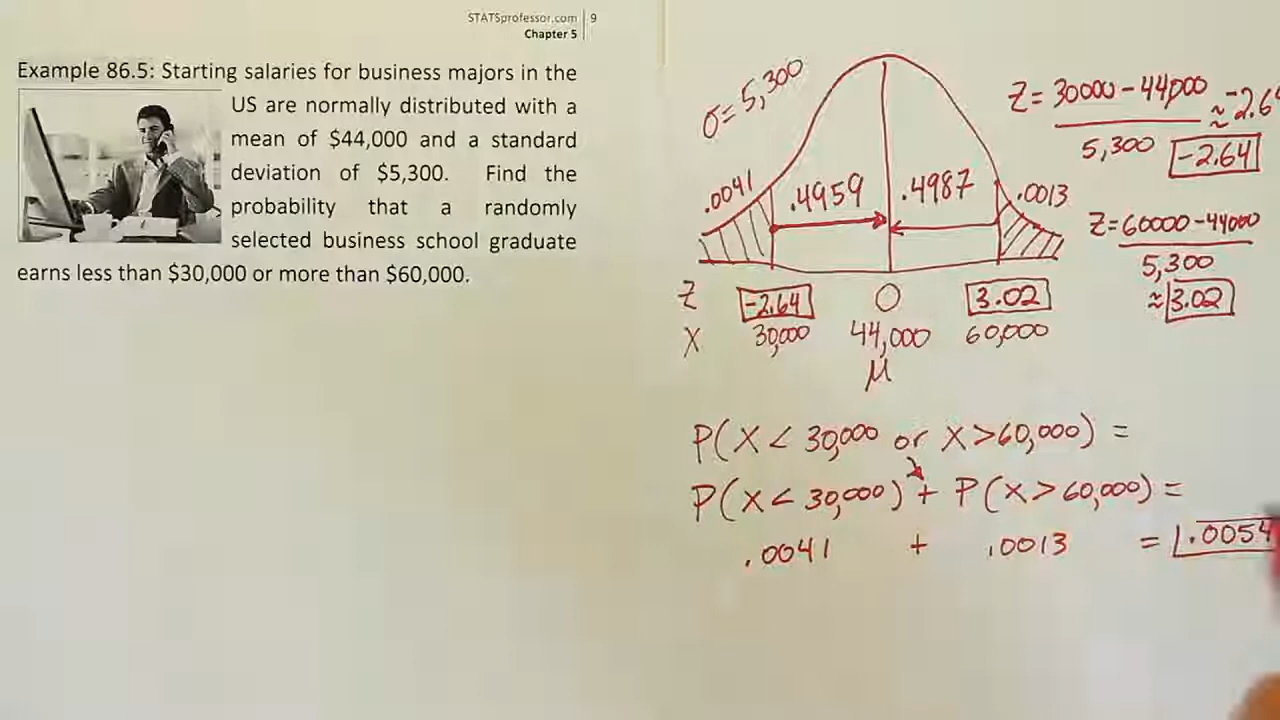 STATSprofessor.com | 9
Chapter 5
Example 86.5: Starting salaries for business majors in the
US are normally distributed with a
mean of $44,000 and a standard
deviation of $5,300. Find the
probability that a randomly
selected business school graduate
earns less than $30,000 or more than $60,000.
σ = 5,300
.0041 .4959 .4987 .0013
Z -2.64 0 3.02
X 30,000 44,000 60,000
μ
Z = 30000 - 44000 ≈ -2.6
5,300 -2.64
Z = 60000 - 44000
5,300
≈ 3.02
P(X < 30,000 or X > 60,000) =
P(X < 30,000) + P(X > 60,000) =
.0041 + .0013 = .0054